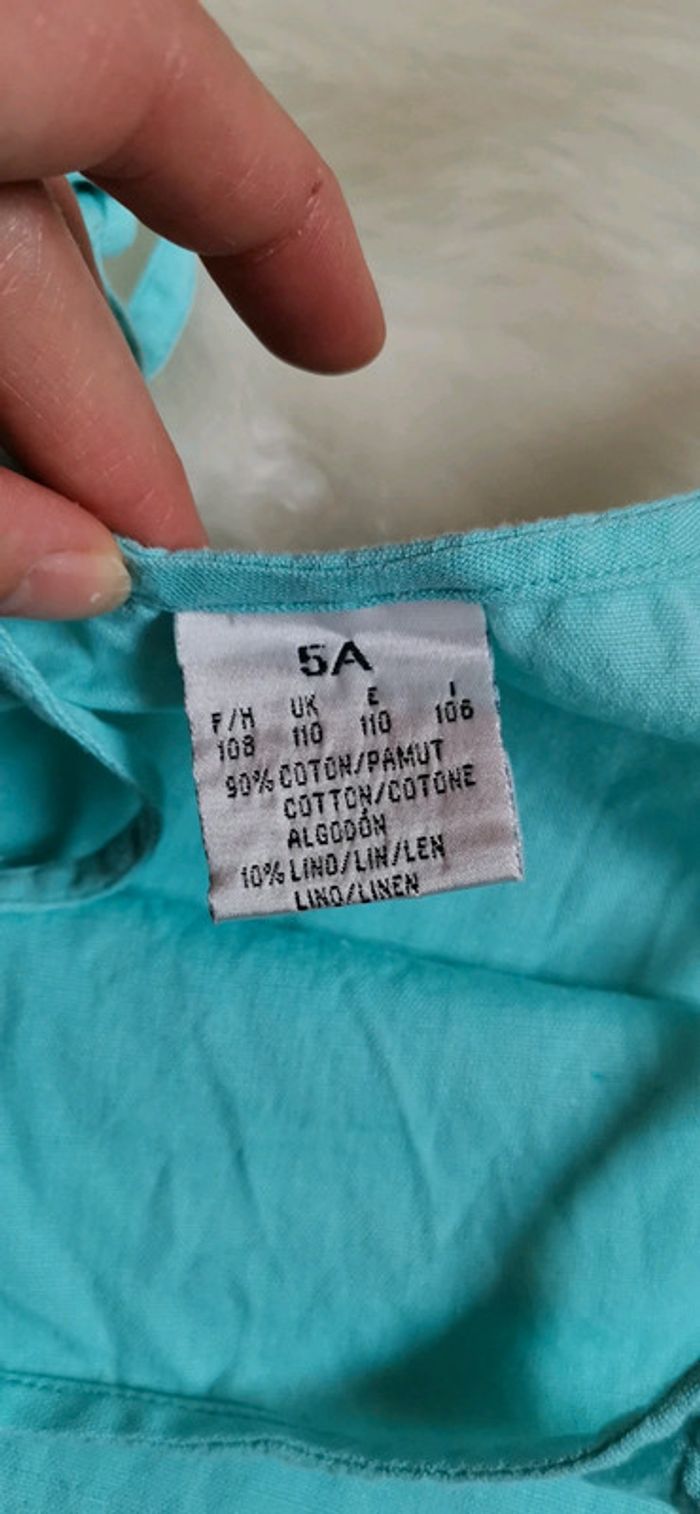 5A
F/H UK E I
108 110 110 106
90% COTON/PAMUT
COTTON/COTONE
ALGODÓN
10% LINO/LIN/LEN
LINO/LINEN